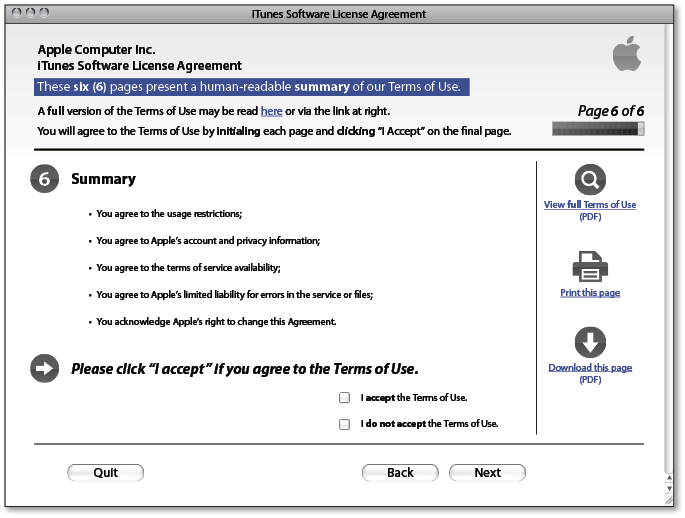 iTunes Software License Agreement
Apple Computer Inc.
iTunes Software License Agreement
These six (6) pages present a human-readable summary of our Terms of Use.
A full version of the Terms of Use may be read here or via the link at right.
You will agree to the Terms of Use by initialing each page and clicking “I Accept” on the final page.
Page 6 of 6
6 Summary
• You agree to the usage restrictions;
• You agree to Apple’s account and privacy information;
• You agree to the terms of service availability;
• You agree to Apple’s limited liability for errors in the service or files;
• You acknowledge Apple’s right to change this Agreement.
View full Terms of Use
(PDF)
Print this page
Download this page
(PDF)
Please click “I accept” if you agree to the Terms of Use.
I accept the Terms of Use.
I do not accept the Terms of Use.
Quit Back Next